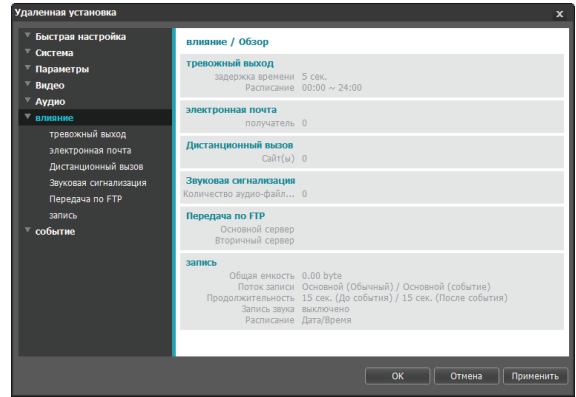 Удаленная установка
x
Быстрая настройка
Система
Параметры
Видео
Аудио
влияние
тревожный выход
электронная почта
Дистанционный вызов
Звуковая сигнализация
Передача по FTP
запись
событие
влияние / Обзор
тревожный выход
задержка времени 5 сек.
Расписание 00:00 ~ 24:00
электронная почта
получатель 0
Дистанционный вызов
Сайт(ы) 0
Звуковая сигнализация
Количество аудио-файл... 0
Передача по FTP
Основной сервер
Вторичный сервер
запись
Общая емкость 0.00 byte
Поток записи Основной (Обычный) / Основной (событие)
Продолжительность 15 сек. (До события) / 15 сек. (После события)
Запись звука выключено
Расписание Дата/Время
OK Отмена Применить